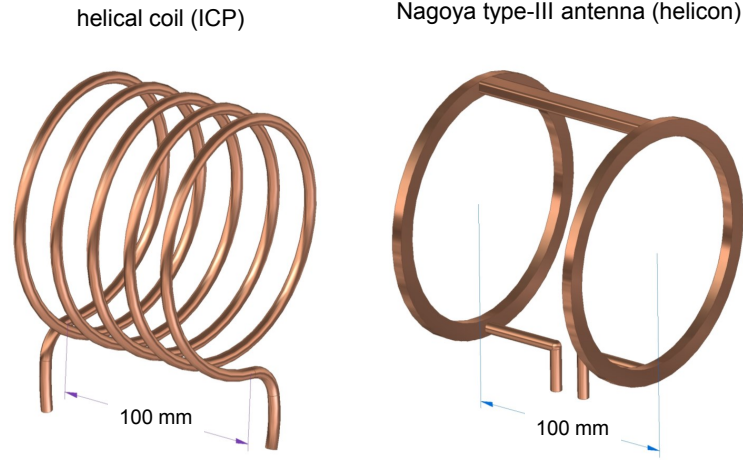 helical coil (ICP)
Nagoya type-III antenna (helicon)
100 mm
100 mm